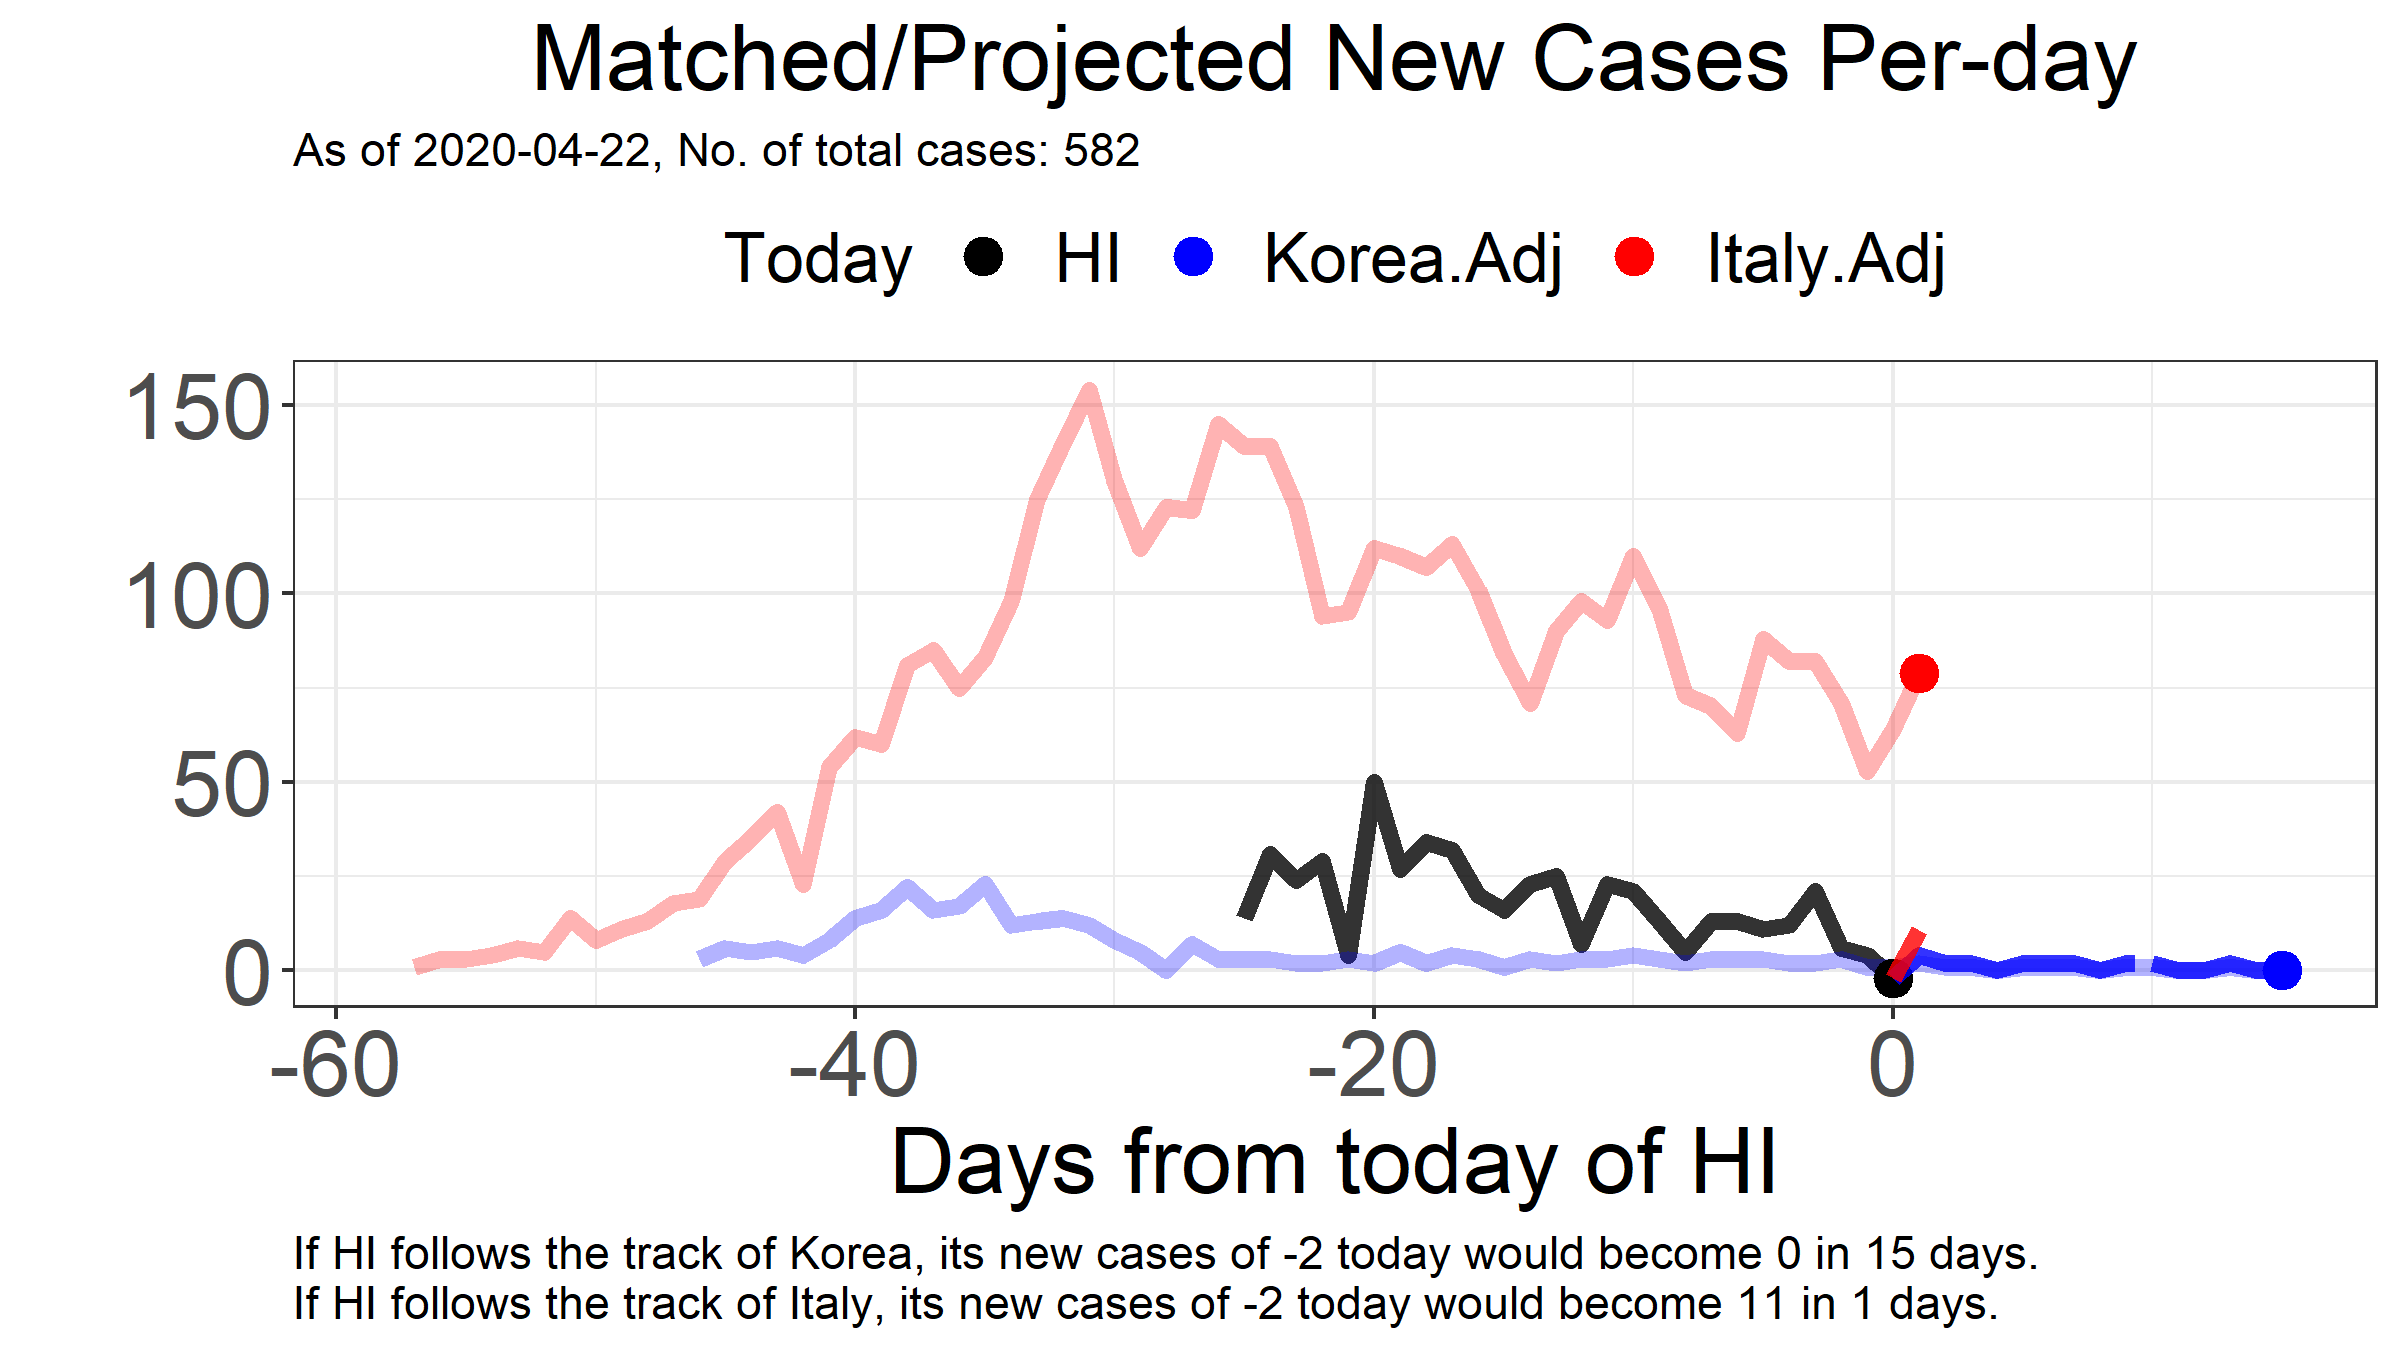 Matched/Projected New Cases Per-day
As of 2020-04-22, No. of total cases: 582
Today HI Korea.Adj Italy.Adj
150
100
50
0
-60 -40 -20 0
Days from today of HI
If HI follows the track of Korea, its new cases of -2 today would become 0 in 15 days.
If HI follows the track of Italy, its new cases of -2 today would become 11 in 1 days.